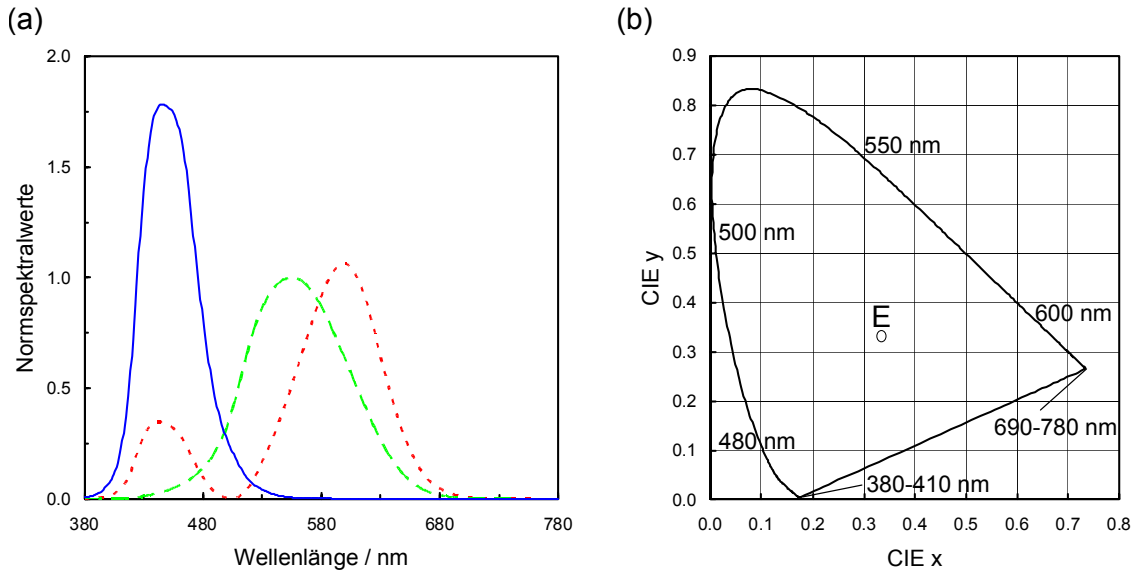 (a)
2.0
1.5
1.0
0.5
0.0
Normspektralwerte
380 480 580 680 780
Wellenlänge / nm
(b)
0.9
0.8
0.7
0.6
0.5
0.4
0.3
0.2
0.1
0.0
CIE y
550 nm
500 nm
E
600 nm
690-780 nm
480 nm
380-410 nm
0.0 0.1 0.2 0.3 0.4 0.5 0.6 0.7 0.8
CIE x